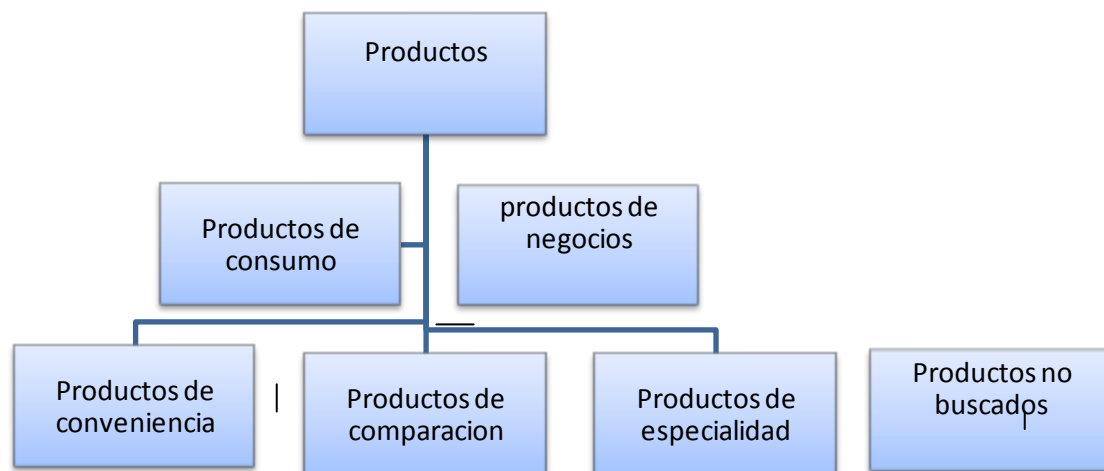 Productos
Productos de
consumo
productos de
negocios
Productos de
conveniencia
Productos de
comparacion
Productos de
especialidad
Productos no
buscados